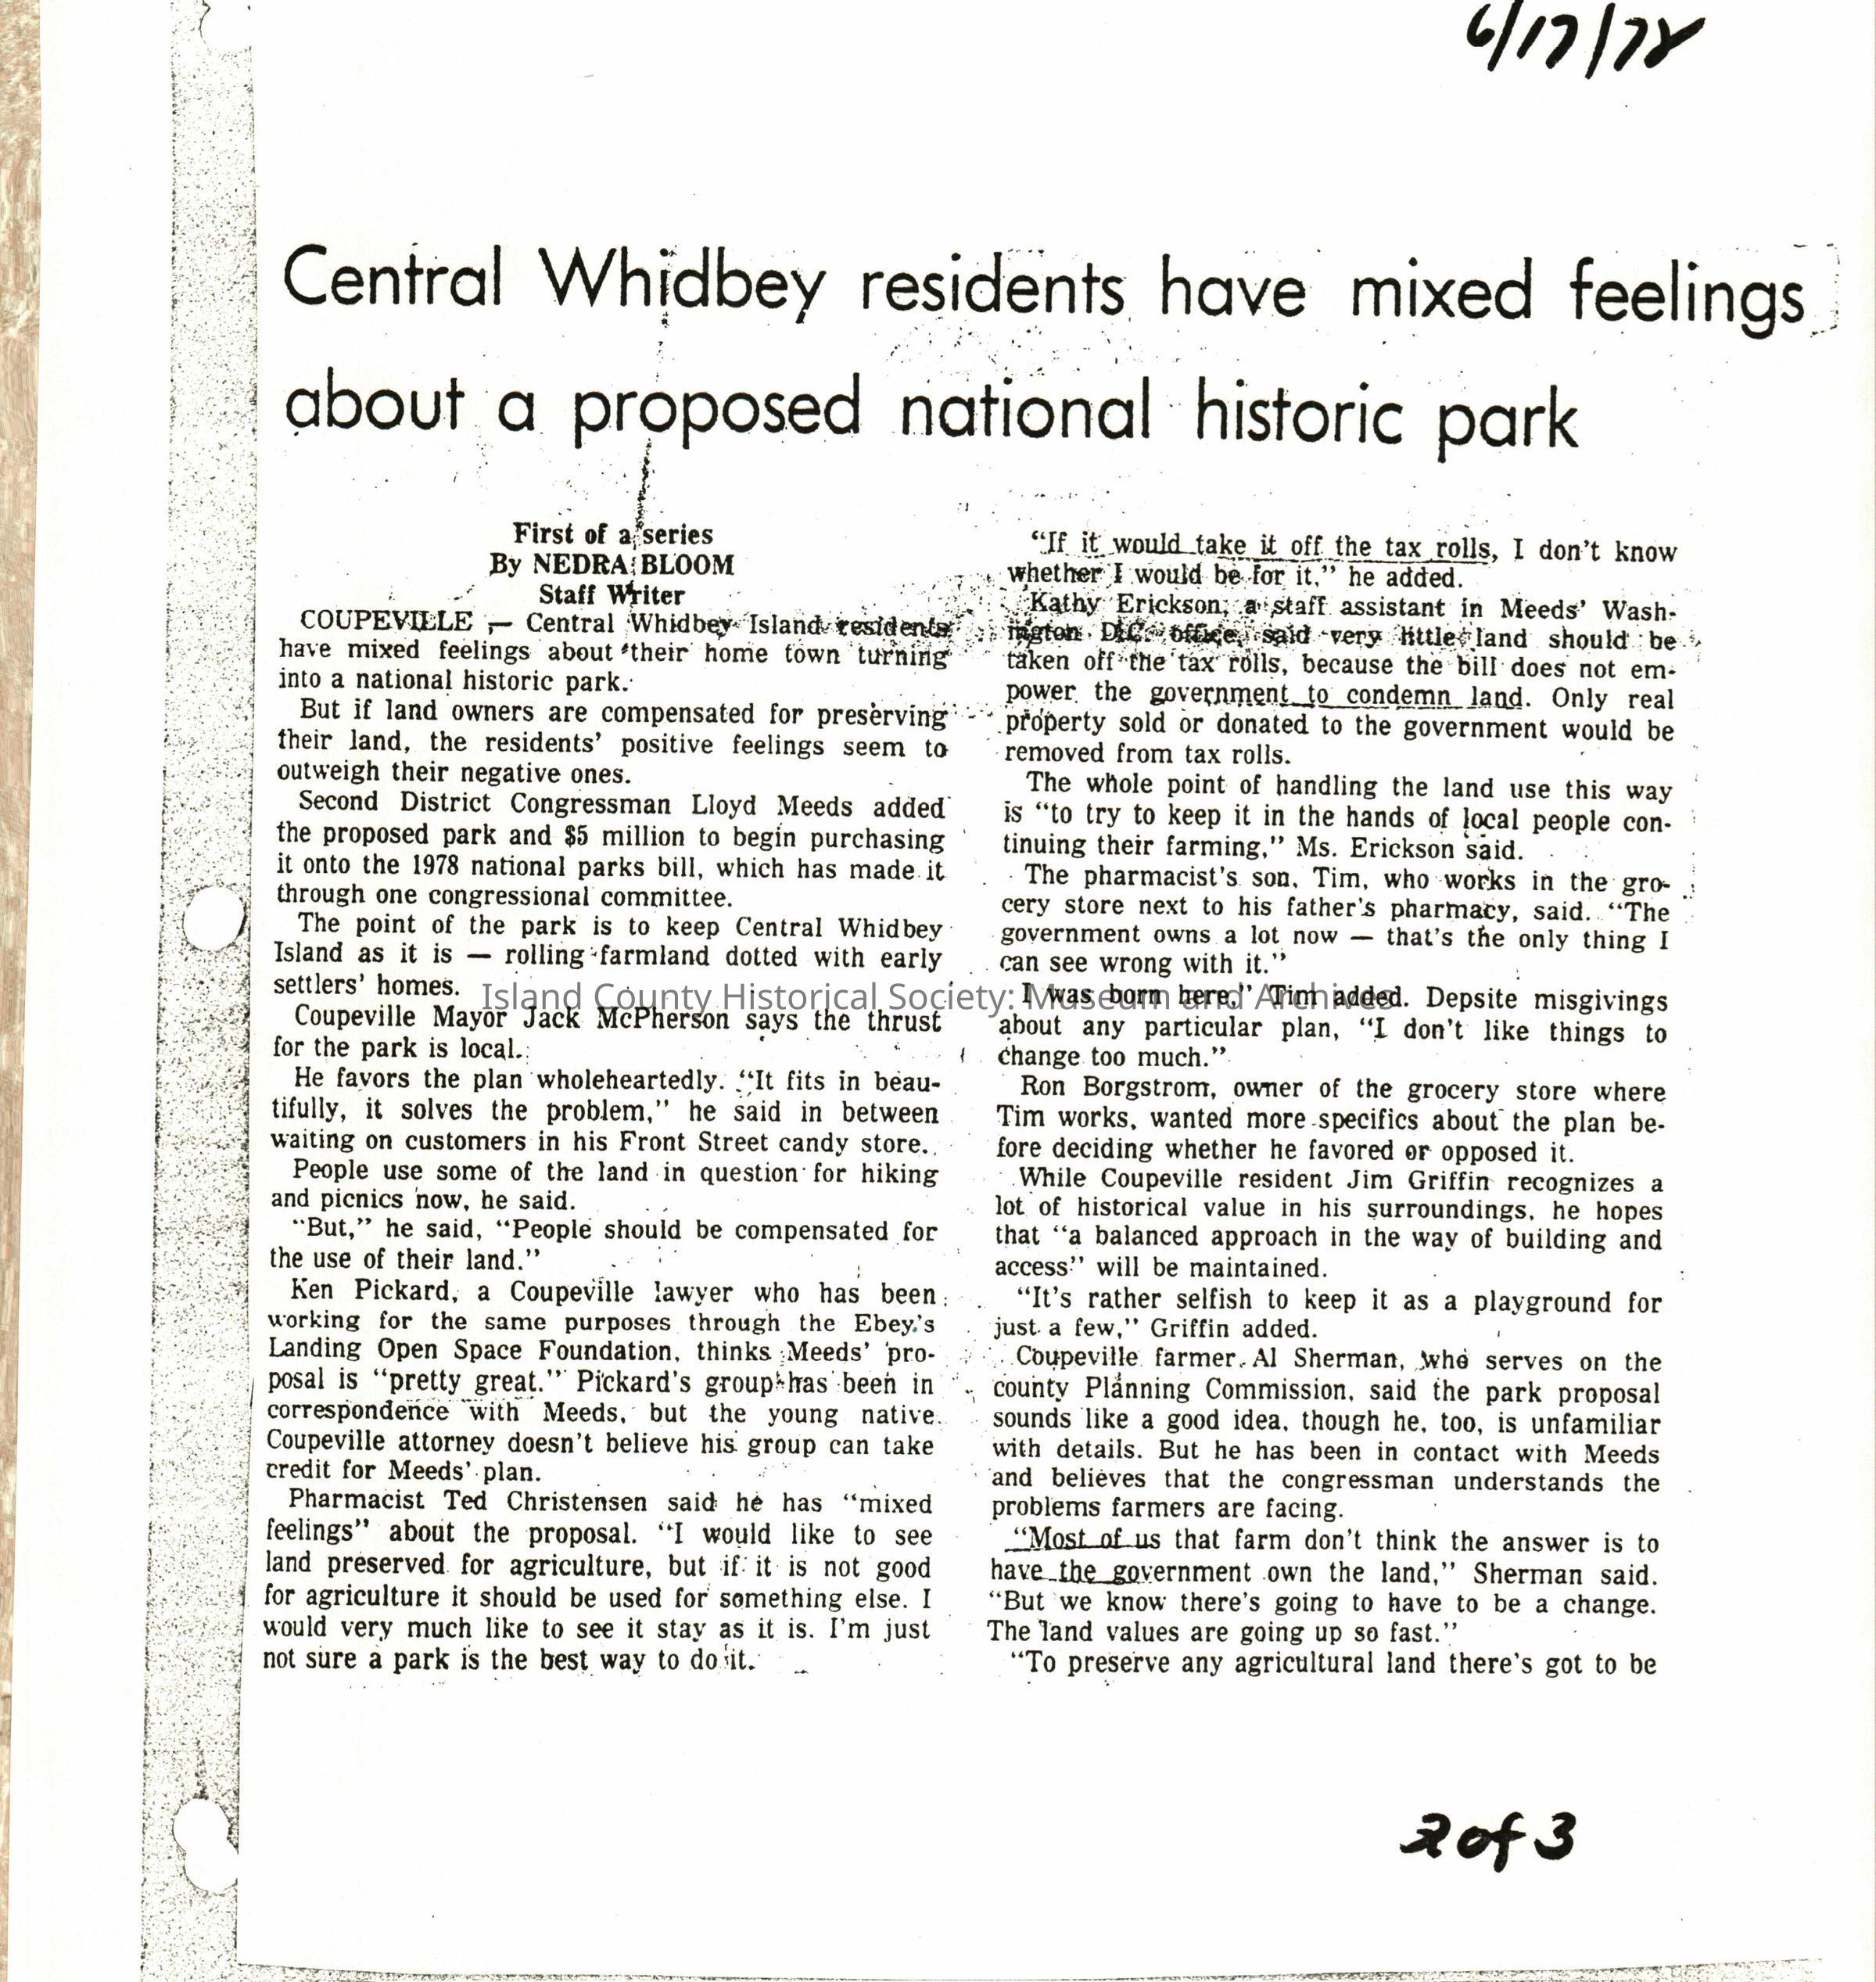 6/17/78
Central Whidbey residents have mixed feelings
about a proposed national historic park
First of a series
By NEDRA BLOOM
Staff Writer
COUPEVILLE — Central Whidbey Island residents
have mixed feelings about their home town turning
into a national historic park.
But if land owners are compensated for preserving
their land, the residents' positive feelings seem to
outweigh their negative ones.
Second District Congressman Lloyd Meeds added
the proposed park and $5 million to begin purchasing
it onto the 1978 national parks bill, which has made it
through one congressional committee.
The point of the park is to keep Central Whidbey
Island as it is — rolling farmland dotted with early
settlers' homes.
Coupeville Mayor Jack McPherson says the thrust
for the park is local.
He favors the plan wholeheartedly. "It fits in beau-
tifully, it solves the problem," he said in between
waiting on customers in his Front Street candy store.
People use some of the land in question for hiking
and picnics now, he said.
"But," he said, "People should be compensated for
the use of their land."
Ken Pickard, a Coupeville lawyer who has been
working for the same purposes through the Ebey's
Landing Open Space Foundation, thinks Meeds' pro-
posal is "pretty great." Pickard's group has been in
correspondence with Meeds, but the young native
Coupeville attorney doesn't believe his group can take
credit for Meeds' plan.
Pharmacist Ted Christensen said he has "mixed
feelings" about the proposal. "I would like to see
land preserved for agriculture, but if it is not good
for agriculture it should be used for something else. I
would very much like to see it stay as it is. I'm just
not sure a park is the best way to do it.
"If it would take it off the tax rolls, I don't know
whether I would be for it," he added.
Kathy Erickson, a staff assistant in Meeds' Wash-
ington D.C. office, said very little land should be
taken off the tax rolls, because the bill does not em-
power the government to condemn land. Only real
property sold or donated to the government would be
removed from tax rolls.
The whole point of handling the land use this way
is "to try to keep it in the hands of local people con-
tinuing their farming," Ms. Erickson said.
The pharmacist's son, Tim, who works in the gro-
cery store next to his father's pharmacy, said. "The
government owns a lot now — that's the only thing I
can see wrong with it."
I was born here," Tim added. Depsite misgivings
about any particular plan, "I don't like things to
change too much."
Ron Borgstrom, owner of the grocery store where
Tim works, wanted more specifics about the plan be-
fore deciding whether he favored or opposed it.
While Coupeville resident Jim Griffin recognizes a
lot of historical value in his surroundings, he hopes
that "a balanced approach in the way of building and
access" will be maintained.
"It's rather selfish to keep it as a playground for
just a few," Griffin added.
Coupeville farmer Al Sherman, who serves on the
county Planning Commission, said the park proposal
sounds like a good idea, though he, too, is unfamiliar
with details. But he has been in contact with Meeds
and believes that the congressman understands the
problems farmers are facing.
"Most of us that farm don't think the answer is to
have the government own the land," Sherman said.
"But we know there's going to have to be a change.
The land values are going up so fast."
"To preserve any agricultural land there's got to be
Island County Historical Society: Museum and Archives
2 of 3